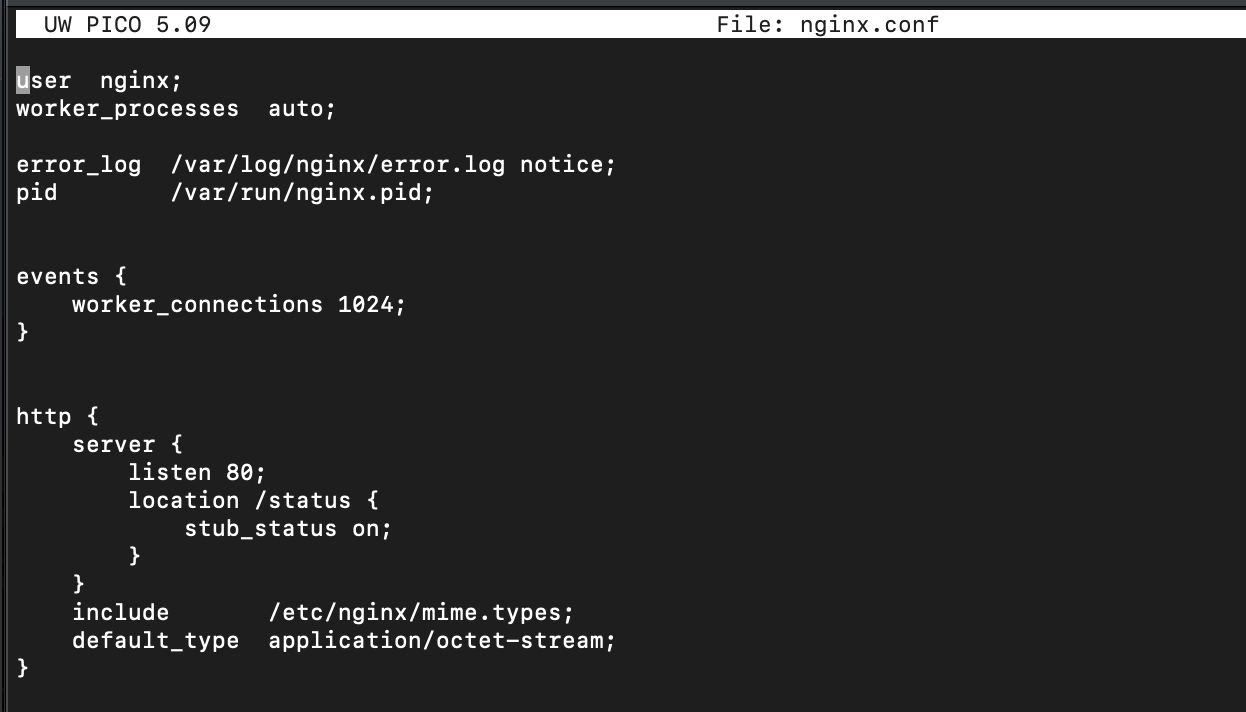 UW PICO 5.09 File: nginx.conf
user  nginx;
worker_processes  auto;
error_log  /var/log/nginx/error.log notice;
pid        /var/run/nginx.pid;
events {
    worker_connections 1024;
}
http {
    server {
        listen 80;
        location /status {
            stub_status on;
        }
    }
    include       /etc/nginx/mime.types;
    default_type  application/octet-stream;
}